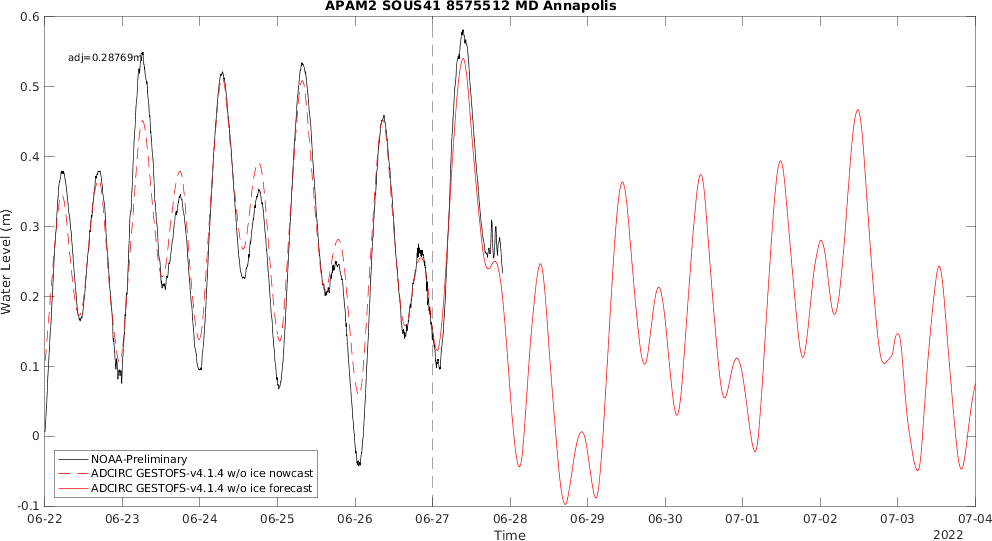 APAM2 SOUS41 8575512 MD Annapolis
0.6
adj=0.28769m
0.5
0.4
0.3
Water Level (m)
0.2
0.1
0
-0.1
NOAA-Preliminary
ADCIRC GESTOFS-v4.1.4 w/o ice nowcast
ADCIRC GESTOFS-v4.1.4 w/o ice forecast
06-22 06-23 06-24 06-25 06-26 06-27 06-28 06-29 06-30 07-01 07-02 07-03 07-04
Time
2022